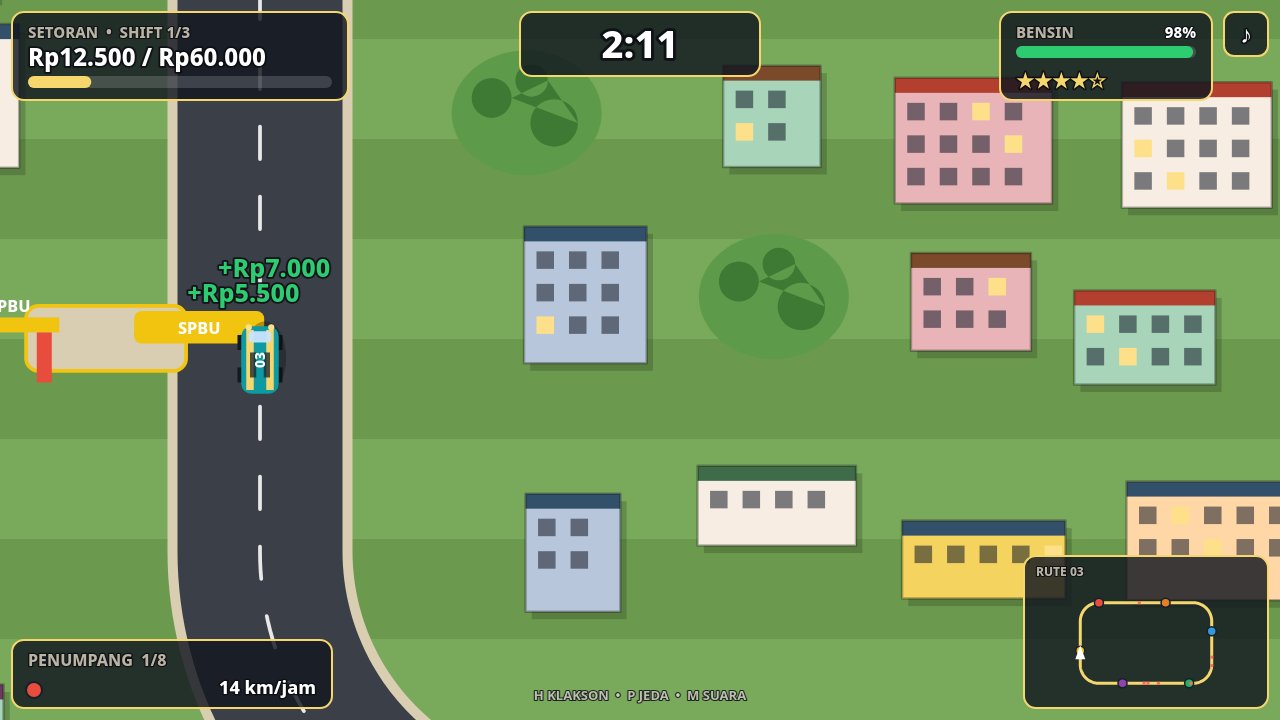 SETORAN • SHIFT 1/3
Rp12.500 / Rp60.000
2:11
BENSIN 98%
★★★★☆
♪
+Rp7.000
+Rp5.500
PBU
SPBU
03
RUTE 03
PENUMPANG 1/8
14 km/jam
H KLAKSON • P JEDA • M SUARA